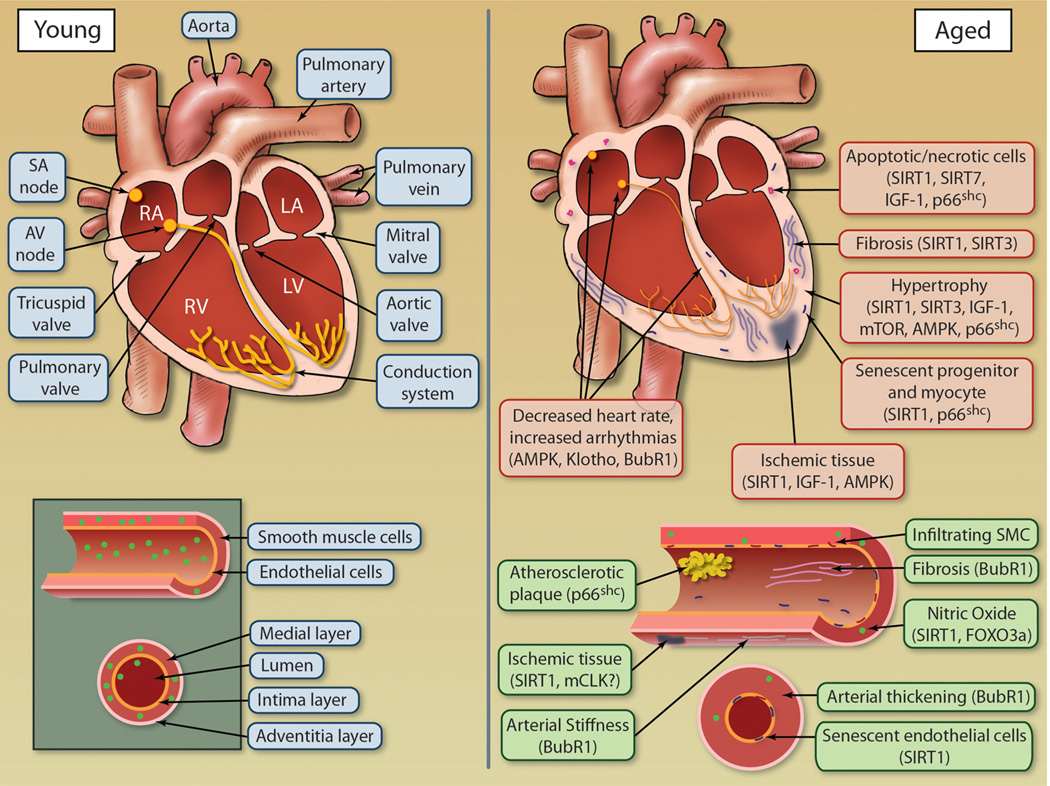 Young
Aorta
Pulmonary
artery
SA
node
AV
node
Tricuspid
valve
Pulmonary
valve
RA
LA
RV
LV
Pulmonary
vein
Mitral
valve
Aortic
valve
Conduction
system
Smooth muscle cells
Endothelial cells
Medial layer
Lumen
Intima layer
Adventitia layer
Aged
Apoptotic/necrotic cells
(SIRT1, SIRT7,
IGF-1, p66shc)
Fibrosis (SIRT1, SIRT3)
Hypertrophy
(SIRT1, SIRT3, IGF-1,
mTOR, AMPK, p66shc)
Senescent progenitor
and myocyte
(SIRT1, p66shc)
Decreased heart rate,
increased arrhythmias
(AMPK, Klotho, BubR1)
Ischemic tissue
(SIRT1, IGF-1, AMPK)
Atherosclerotic
plaque (p66shc)
Ischemic tissue
(SIRT1, mCLK?)
Arterial Stiffness
(BubR1)
Infiltrating SMC
Fibrosis (BubR1)
Nitric Oxide
(SIRT1, FOXO3a)
Arterial thickening (BubR1)
Senescent endothelial cells
(SIRT1)